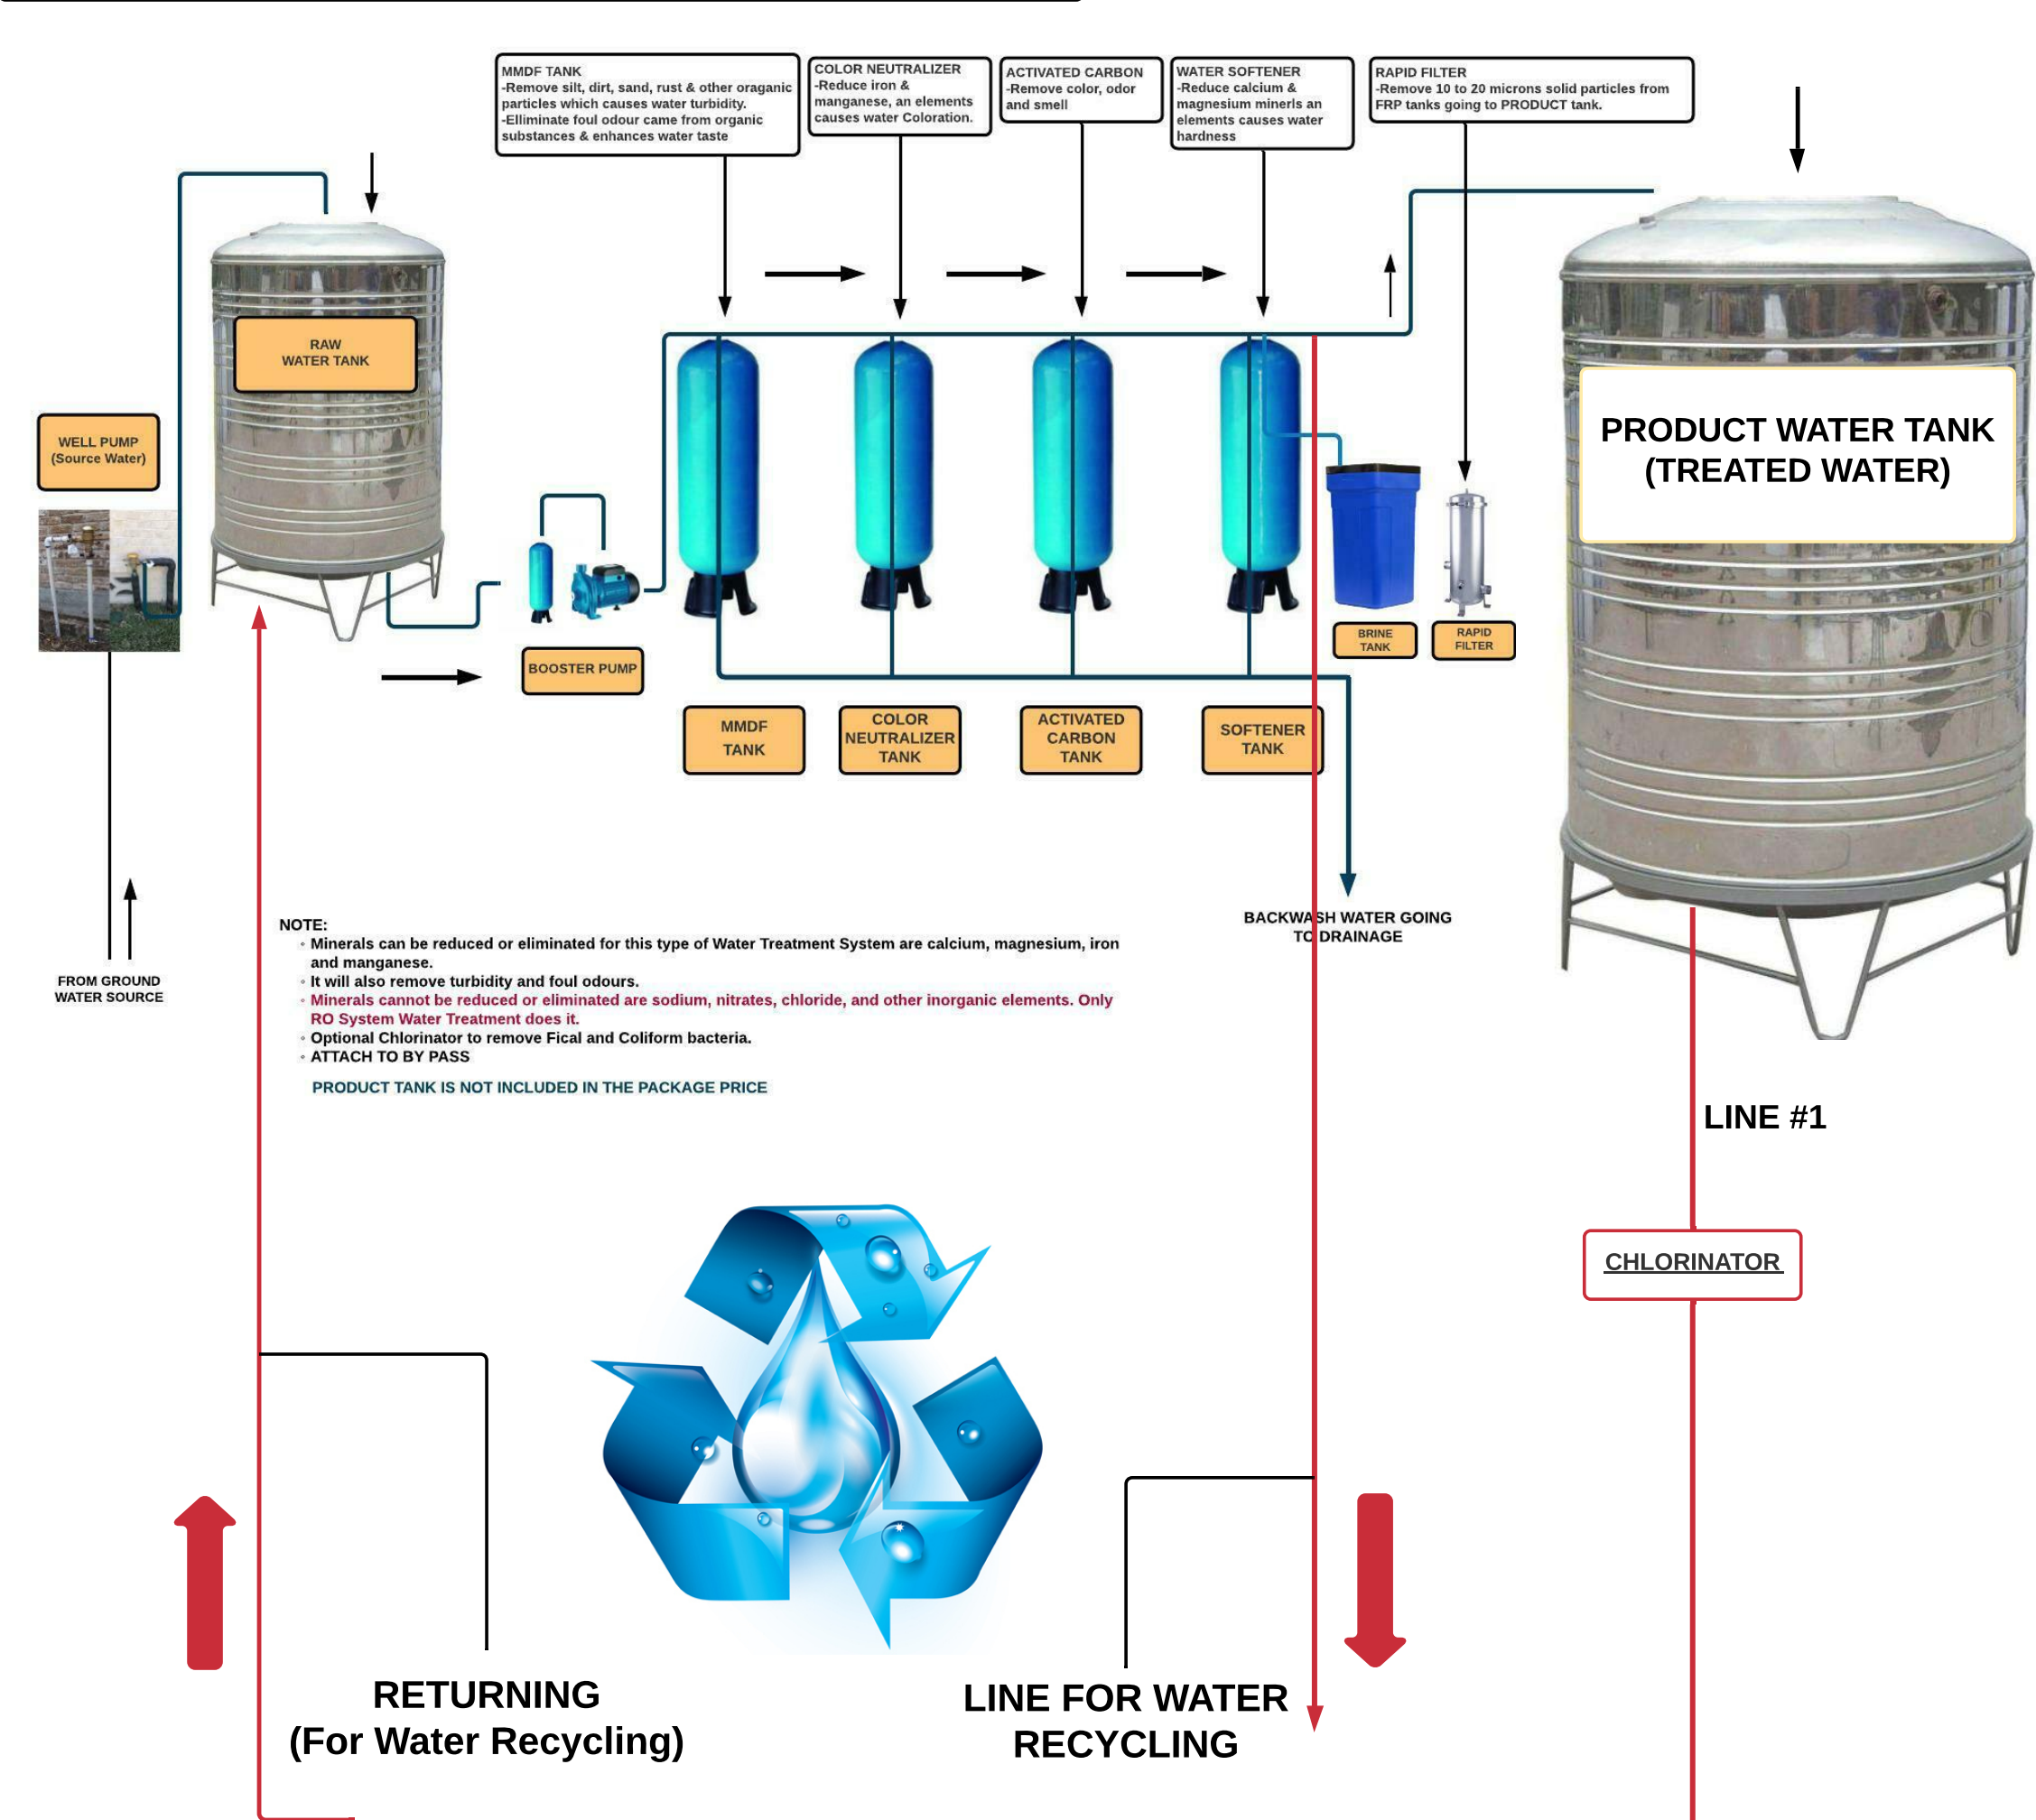 MMDF TANK
-Remove silt, dirt, sand, rust & other oraganic
particles which causes water turbidity.
-Elliminate foul odour came from organic
substances & enhances water taste
COLOR NEUTRALIZER
-Reduce iron &
manganese, an elements
causes water Coloration.
ACTIVATED CARBON
-Remove color, odor
and smell
WATER SOFTENER
-Reduce calcium &
magnesium minerls an
elements causes water
hardness
RAPID FILTER
-Remove 10 to 20 microns solid particles from
FRP tanks going to PRODUCT tank.
RAW
WATER TANK
WELL PUMP
(Source Water)
PRODUCT WATER TANK
(TREATED WATER)
BOOSTER PUMP
BRINE
TANK
RAPID
FILTER
MMDF
TANK
COLOR
NEUTRALIZER
TANK
ACTIVATED
CARBON
TANK
SOFTENER
TANK
BACKWASH WATER GOING
TO DRAINAGE
FROM GROUND
WATER SOURCE
NOTE:
◦ Minerals can be reduced or eliminated for this type of Water Treatment System are calcium, magnesium, iron
and manganese.
◦ It will also remove turbidity and foul odours.
◦ Minerals cannot be reduced or eliminated are sodium, nitrates, chloride, and other inorganic elements. Only
RO System Water Treatment does it.
◦ Optional Chlorinator to remove Fical and Coliform bacteria.
◦ ATTACH TO BY PASS
PRODUCT TANK IS NOT INCLUDED IN THE PACKAGE PRICE
LINE #1
CHLORINATOR
RETURNING
(For Water Recycling)
LINE FOR WATER
RECYCLING